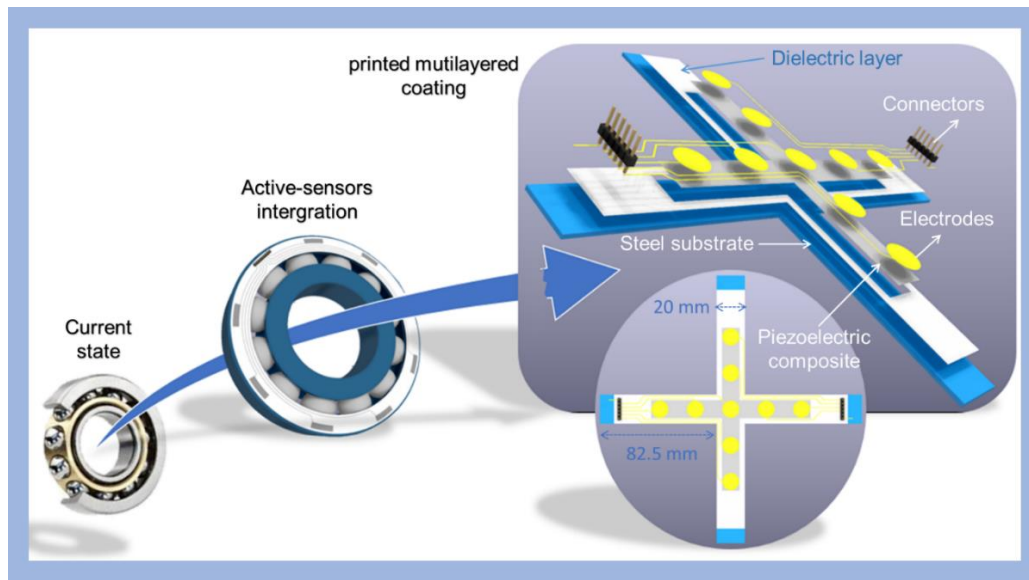 printed mutilayered
coating
Dielectric layer
Connectors
Active-sensors
intergration
Electrodes
Steel substrate
20 mm
Current
state
Piezoelectric
composite
82.5 mm